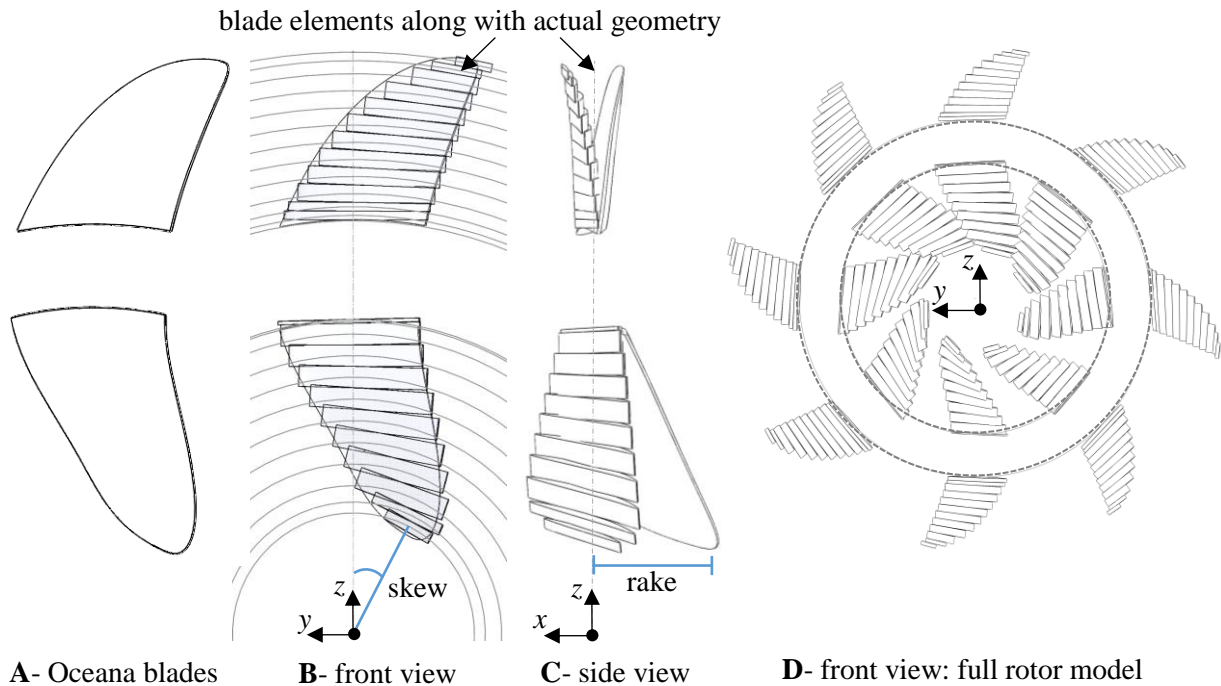 blade elements along with actual geometry
z
y
skew
z
y
rake
z
x
A- Oceana blades
B- front view
C- side view
D- front view: full rotor model